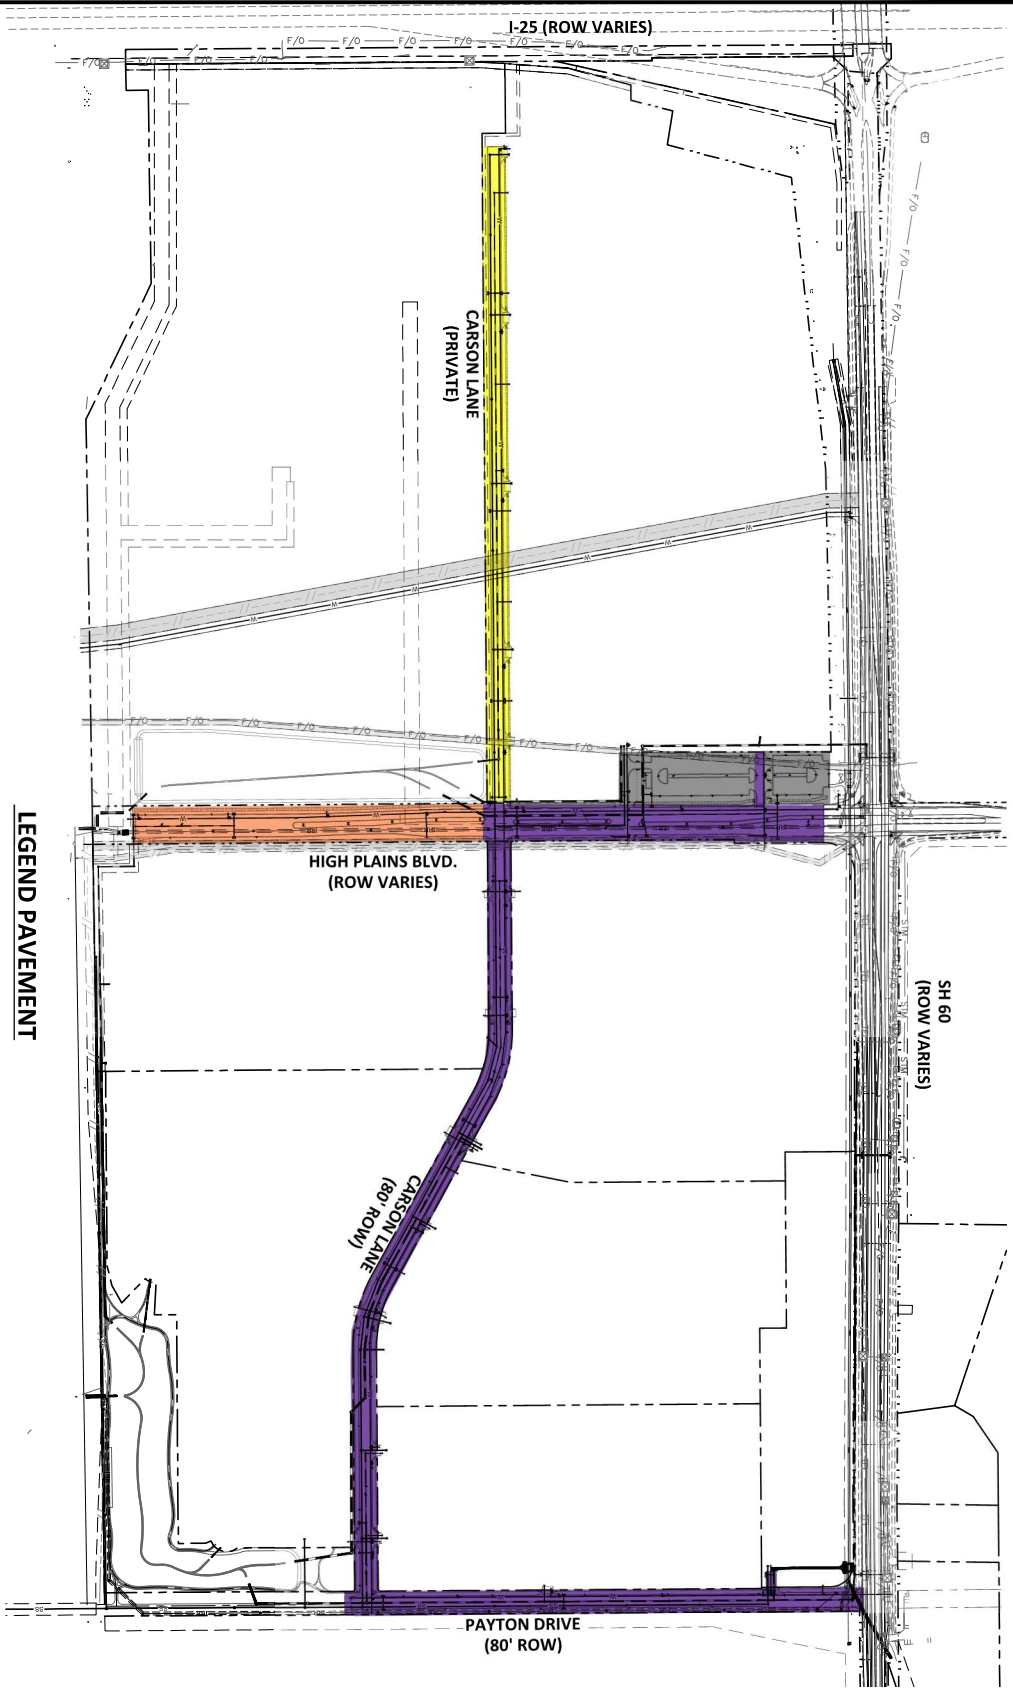 I-25 (ROW VARIES)
F/O F/O F/O F/O F/O F/O F/O
F/O F/O F/O F/O
F/O
F/O
F/O
F/O
CARSON LANE
(PRIVATE)
W
W
W
W
W
W
W
F/O F/O F/O F/O F/O F/O F/O F/O F/O F/O F/O F/O F/O
HIGH PLAINS BLVD.
(ROW VARIES)
LEGEND PAVEMENT
SH 60
(ROW VARIES)
CARSON LANE
(80' ROW)
PAYTON DRIVE
(80' ROW)